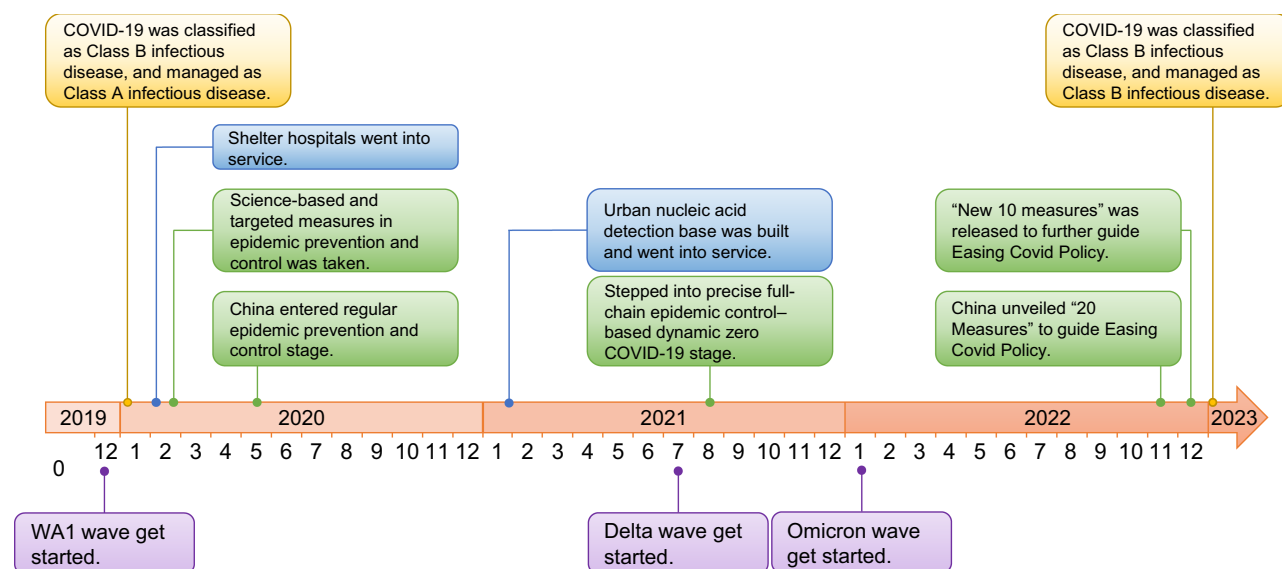 COVID-19 was classified
as Class B infectious
disease, and managed as
Class A infectious disease.
COVID-19 was classified
as Class B infectious
disease, and managed as
Class B infectious disease.
Shelter hospitals went into
service.
Science-based and
targeted measures in
epidemic prevention and
control was taken.
Urban nucleic acid
detection base was built
and went into service.
“New 10 measures” was
released to further guide
Easing Covid Policy.
China entered regular
epidemic prevention and
control stage.
Stepped into precise full-
chain epidemic control–
based dynamic zero
COVID-19 stage.
China unveiled “20
Measures” to guide Easing
Covid Policy.
2019 2020 2021 2022 2023
12 1 2 3 4 5 6 7 8 9 10 11 12 1 2 3 4 5 6 7 8 9 10 11 12 1 2 3 4 5 6 7 8 9 10 11 12
0
WA1 wave get
started.
Delta wave get
started.
Omicron wave
get started.